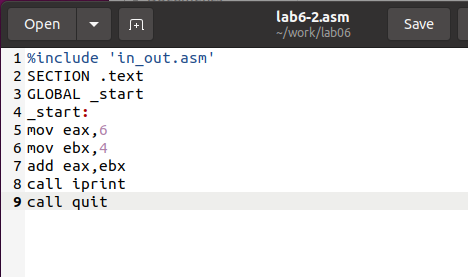 Open
lab6-2.asm
~/work/lab06
Save
1 %include 'in_out.asm'
2 SECTION .text
3 GLOBAL _start
4 _start:
5 mov eax,6
6 mov ebx,4
7 add eax,ebx
8 call iprint
9 call quit